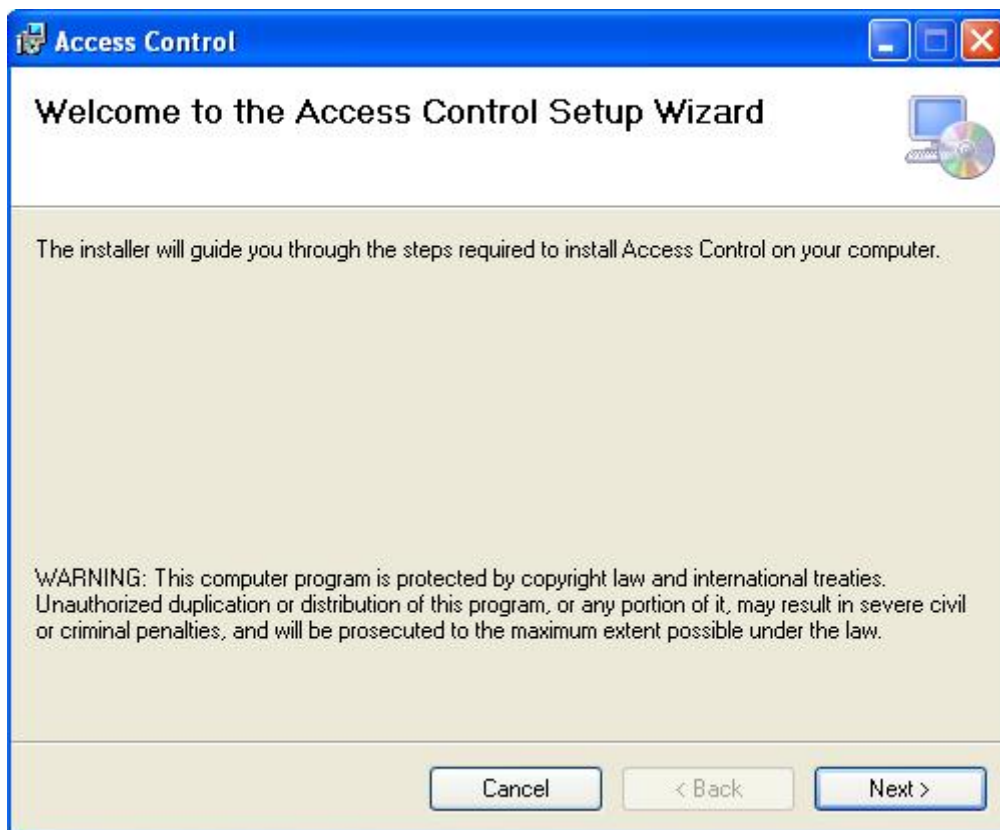 Access Control
Welcome to the Access Control Setup Wizard
The installer will guide you through the steps required to install Access Control on your computer.
WARNING: This computer program is protected by copyright law and international treaties.
Unauthorized duplication or distribution of this program, or any portion of it, may result in severe civil
or criminal penalties, and will be prosecuted to the maximum extent possible under the law.
Cancel
< Back
Next >